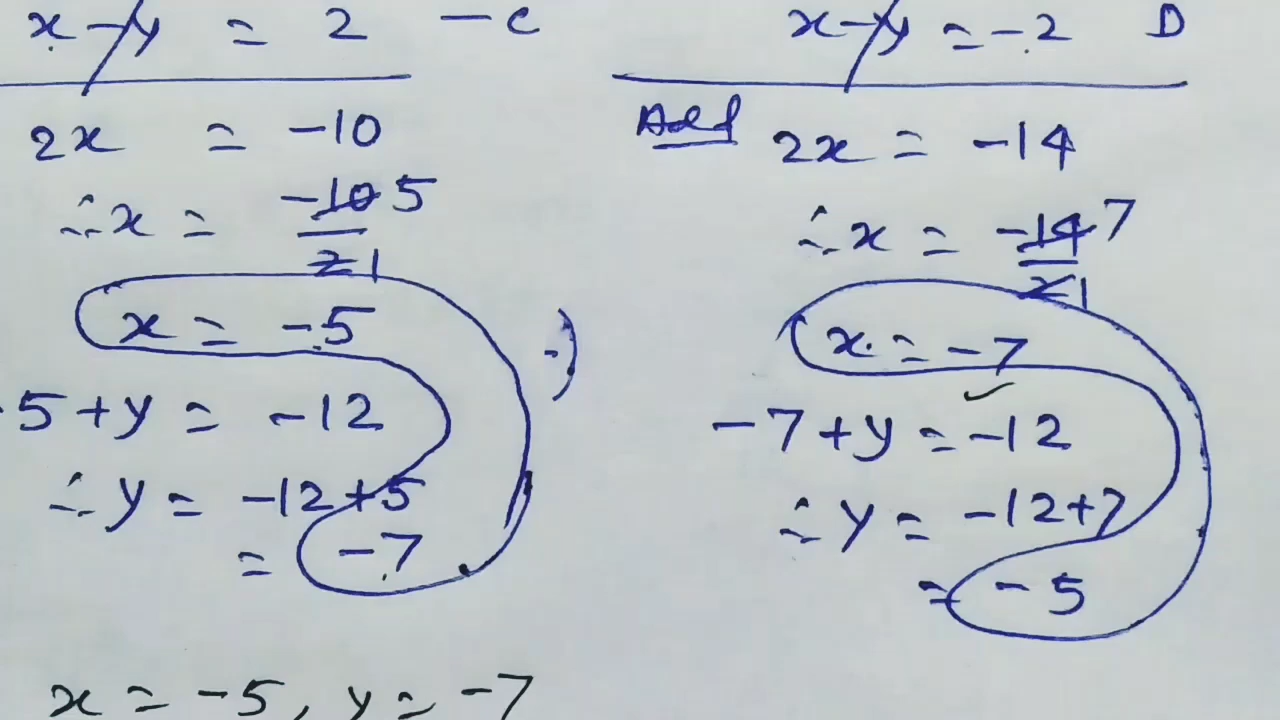 x - y = 2 - C
2x = -10
∴ x = -10 5
2 1
x = -5
5 + y = -12
∴ y = -12 + 5
= -7
x = -5, y = -7
x - y = -2 D
Add 2x = -14
∴ x = -14 7
2 1
x = -7
-7 + y = -12
∴ y = -12 + 7
= -5